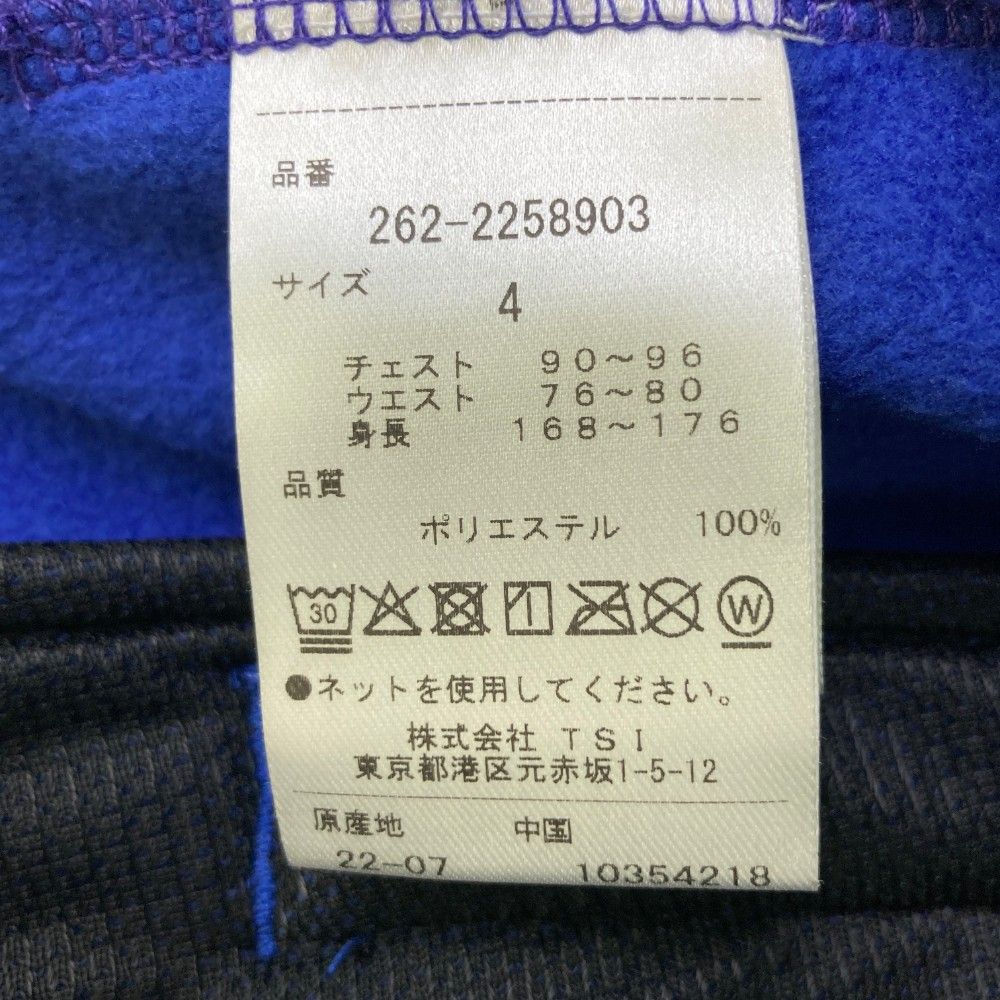 品番
262-2258903
サイズ 4
チェスト 90～96
ウエスト 76～80
身長 168～176
品質
ポリエステル 100%
30 W
●ネットを使用してください。
株式会社 TSI
東京都港区元赤坂1-5-12
原産地 中国
22-07 10354218